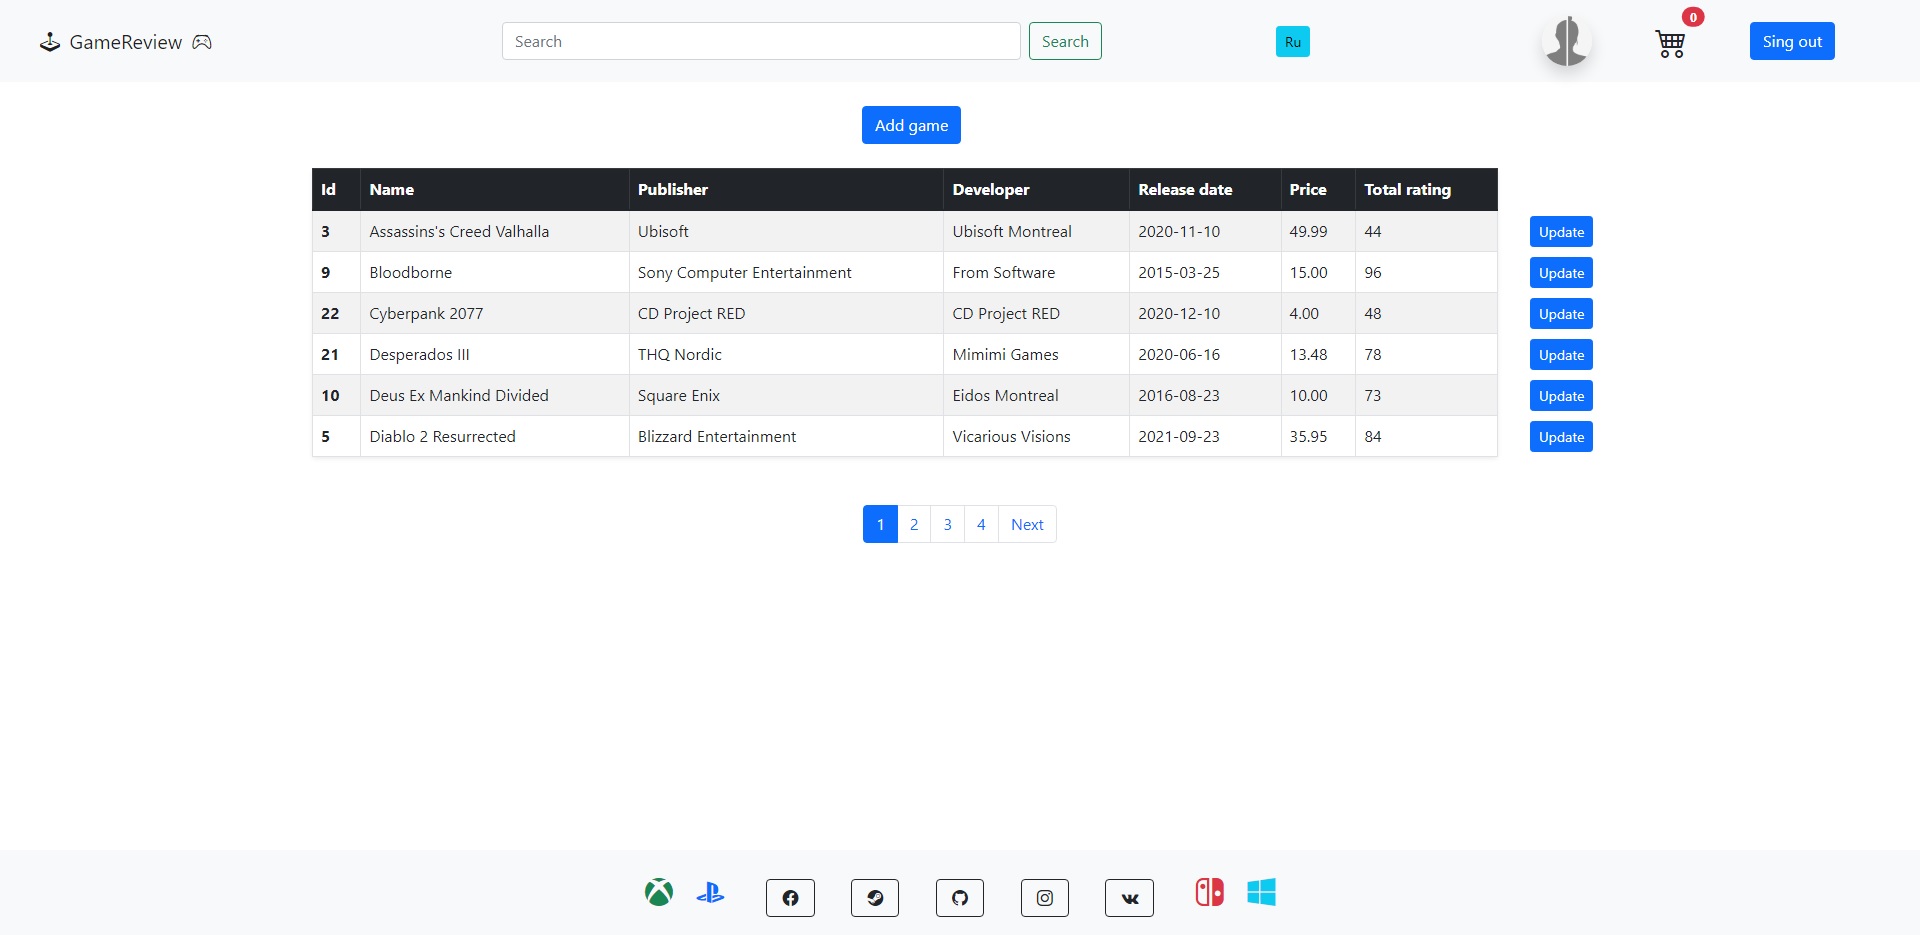 GameReview
Search Search
Ru
0
Sing out
Add game
Id Name Publisher Developer Release date Price Total rating
3 Assassins's Creed Valhalla Ubisoft Ubisoft Montreal 2020-11-10 49.99 44 Update
9 Bloodborne Sony Computer Entertainment From Software 2015-03-25 15.00 96 Update
22 Cyberpank 2077 CD Project RED CD Project RED 2020-12-10 4.00 48 Update
21 Desperados III THQ Nordic Mimimi Games 2020-06-16 13.48 78 Update
10 Deus Ex Mankind Divided Square Enix Eidos Montreal 2016-08-23 10.00 73 Update
5 Diablo 2 Resurrected Blizzard Entertainment Vicarious Visions 2021-09-23 35.95 84 Update
1 2 3 4 Next